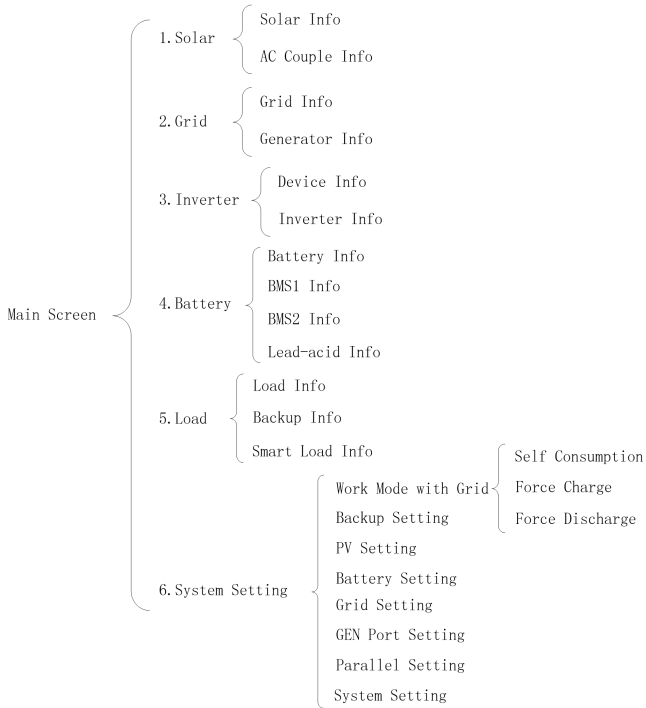 Main Screen
1.Solar
Solar Info
AC Couple Info
2.Grid
Grid Info
Generator Info
3.Inverter
Device Info
Inverter Info
4.Battery
Battery Info
BMS1 Info
BMS2 Info
Lead-acid Info
5.Load
Load Info
Backup Info
Smart Load Info
6.System Setting
Work Mode with Grid
Self Consumption
Force Charge
Force Discharge
Backup Setting
PV Setting
Battery Setting
Grid Setting
GEN Port Setting
Parallel Setting
System Setting